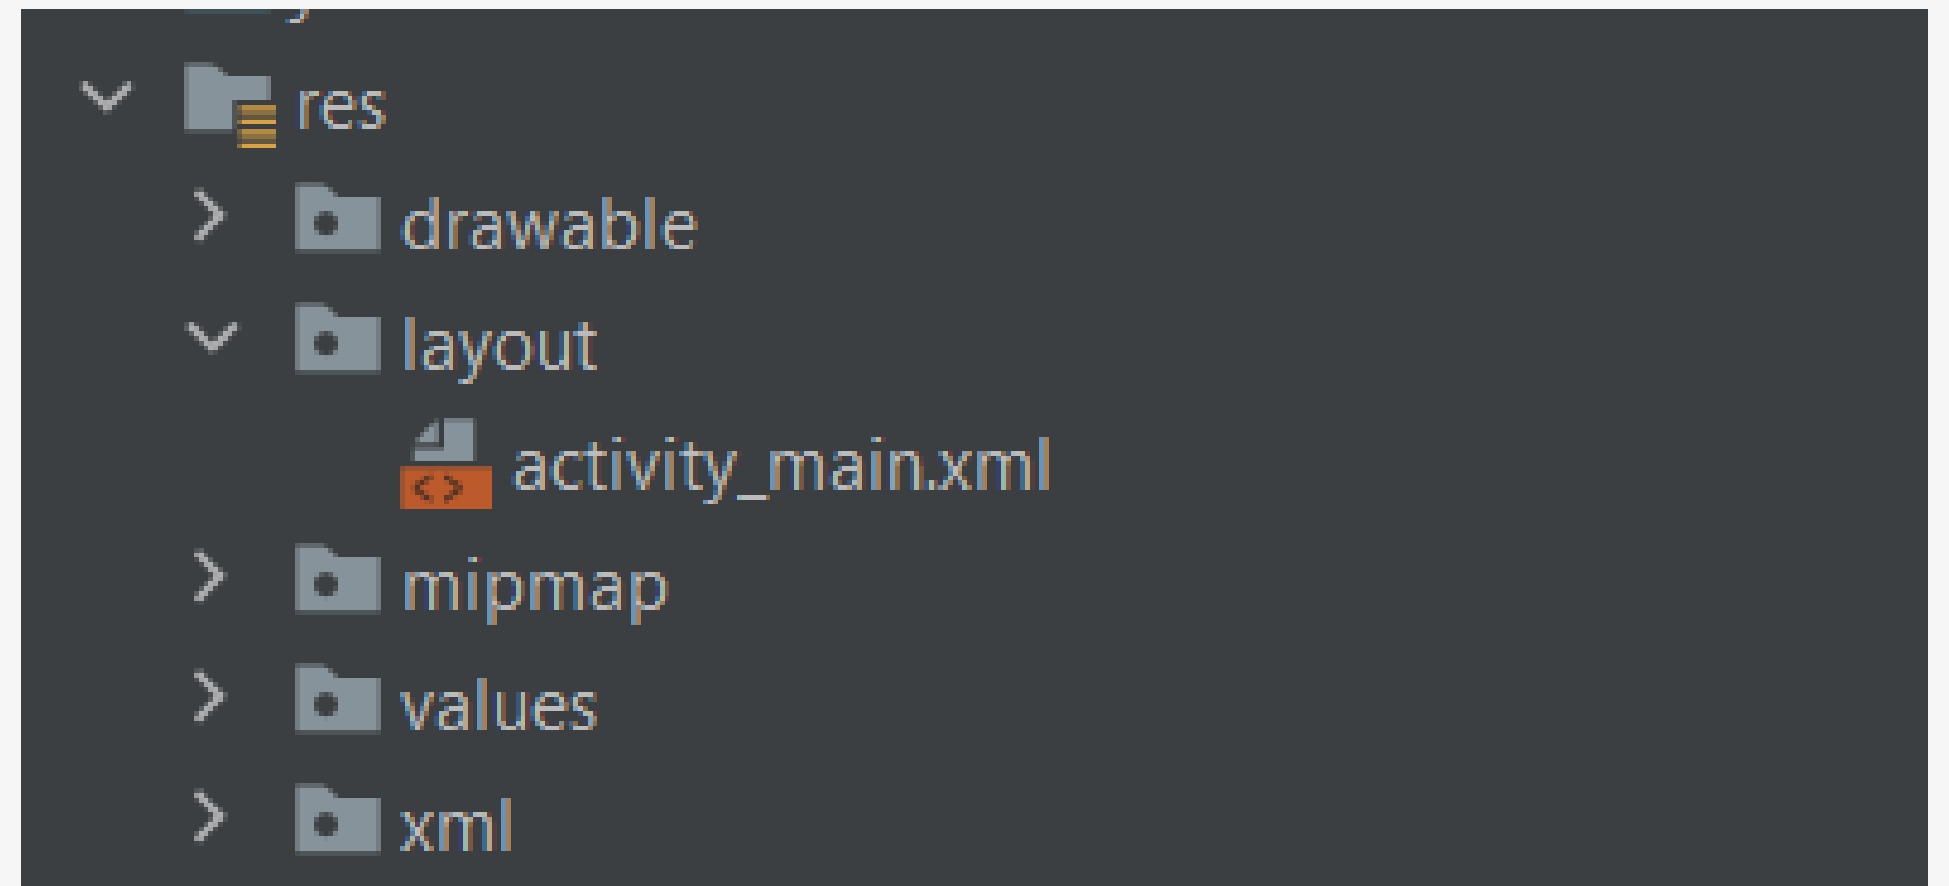 res
drawable
layout
activity_main.xml
mipmap
values
xml